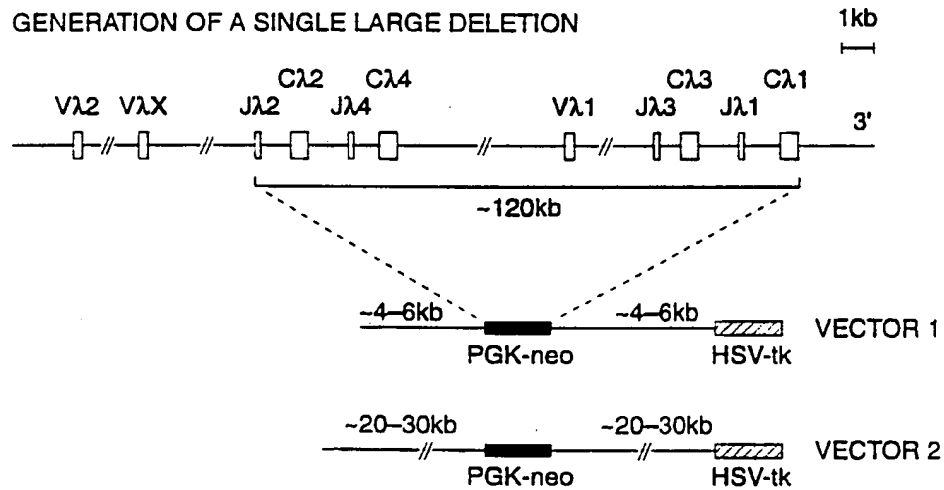 GENERATION OF A SINGLE LARGE DELETION
1kb
Vλ2 VλX Jλ2 Cλ2 Jλ4 Cλ4 Vλ1 Jλ3 Cλ3 Jλ1 Cλ1 3'
~120kb
~4–6kb ~4–6kb VECTOR 1
PGK-neo HSV-tk
~20–30kb ~20–30kb VECTOR 2
PGK-neo HSV-tk